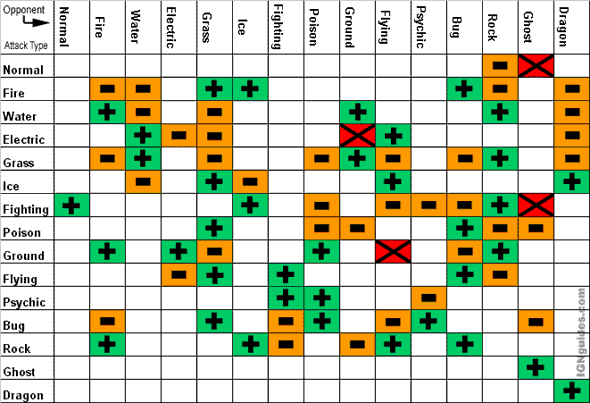 Opponent
Attack Type
Normal
Fire
Water
Electric
Grass
Ice
Fighting
Poison
Ground
Flying
Psychic
Bug
Rock
Ghost
Dragon
Normal
Fire
Water
Electric
Grass
Ice
Fighting
Poison
Ground
Flying
Psychic
Bug
Rock
Ghost
Dragon
IGNguides.com